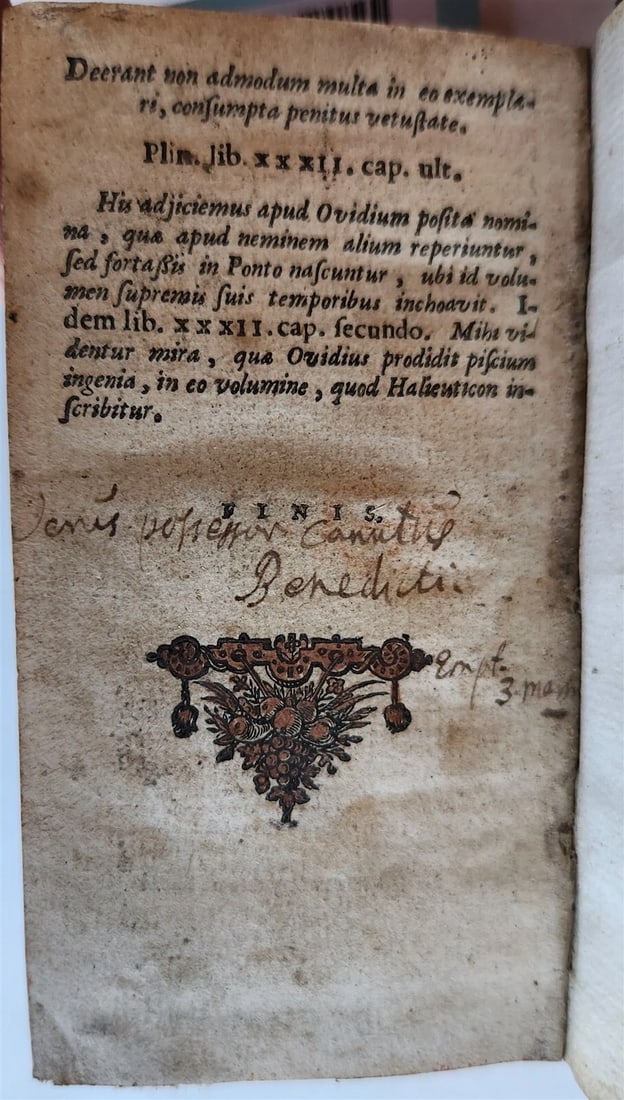 Deerant non admodum multa in eo exempla-
ri, conſumpta penitus vetuſtate.
Plin. lib. XXXII. cap. ult.
His adjiciemus apud Ovidium poſita nomi-
na, quæ apud neminem alium reperiuntur,
ſed fortaſſis in Ponto naſcuntur, ubi id volu-
men ſupremis ſuis temporibus inchoavit. I-
dem lib. XXXII. cap. ſecundo. Mihi vi-
dentur mira, quæ Ovidius prodidit piſcium
ingenia, in eo volumine, quod Halieuticon in-
ſcribitur.
FINIS.
possessor Canutus
Benedicti.
Empt.
3.